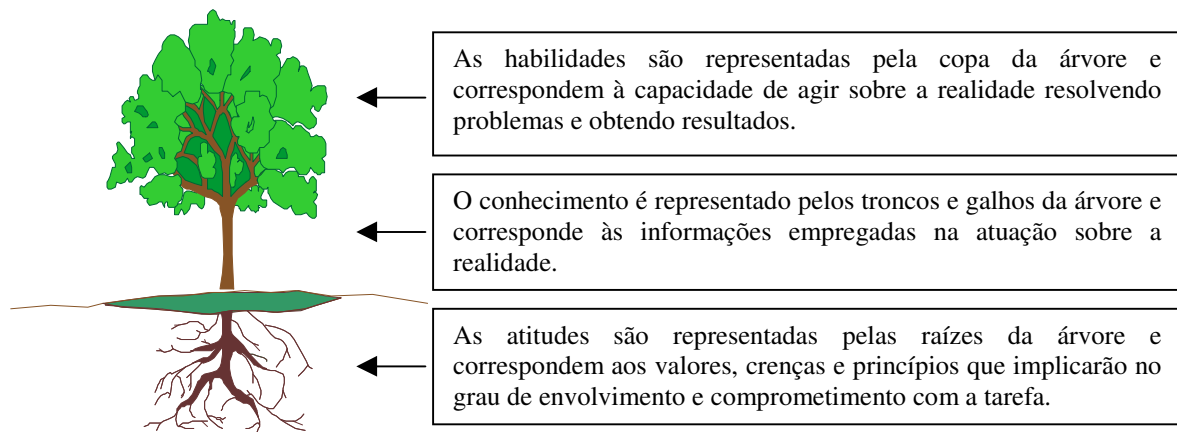 As habilidades são representadas pela copa da árvore e
correspondem à capacidade de agir sobre a realidade resolvendo
problemas e obtendo resultados.
O conhecimento é representado pelos troncos e galhos da árvore e
corresponde às informações empregadas na atuação sobre a
realidade.
As atitudes são representadas pelas raízes da árvore e
correspondem aos valores, crenças e princípios que implicarão no
grau de envolvimento e comprometimento com a tarefa.